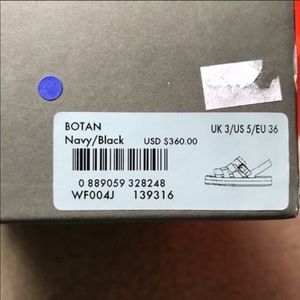 BOTAN
Navy/Black USD $360.00 UK 3/US 5/EU 36
0 889059 328248
WF004J 139316